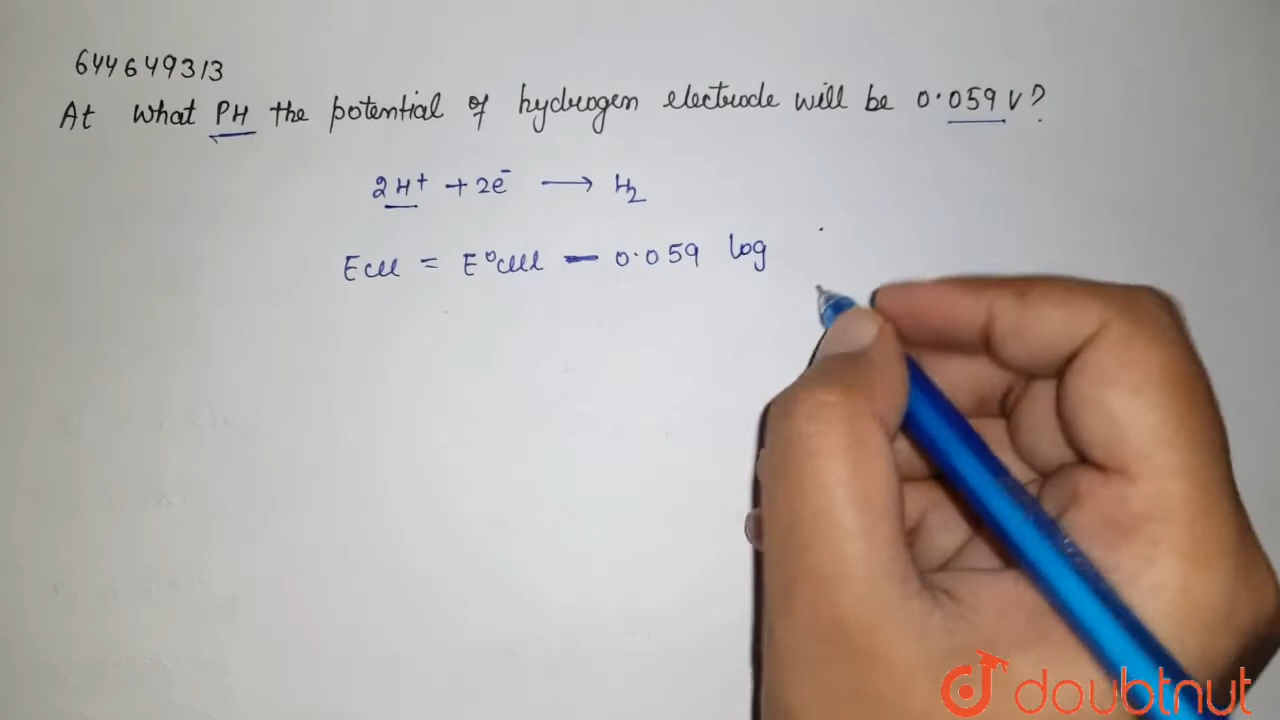 644649313
At what PH the potential of hydrogen electrode will be 0.059 V?
2H⁺ + 2e⁻ → H₂
Ecell = E°cell - 0.059 log
doubtnut